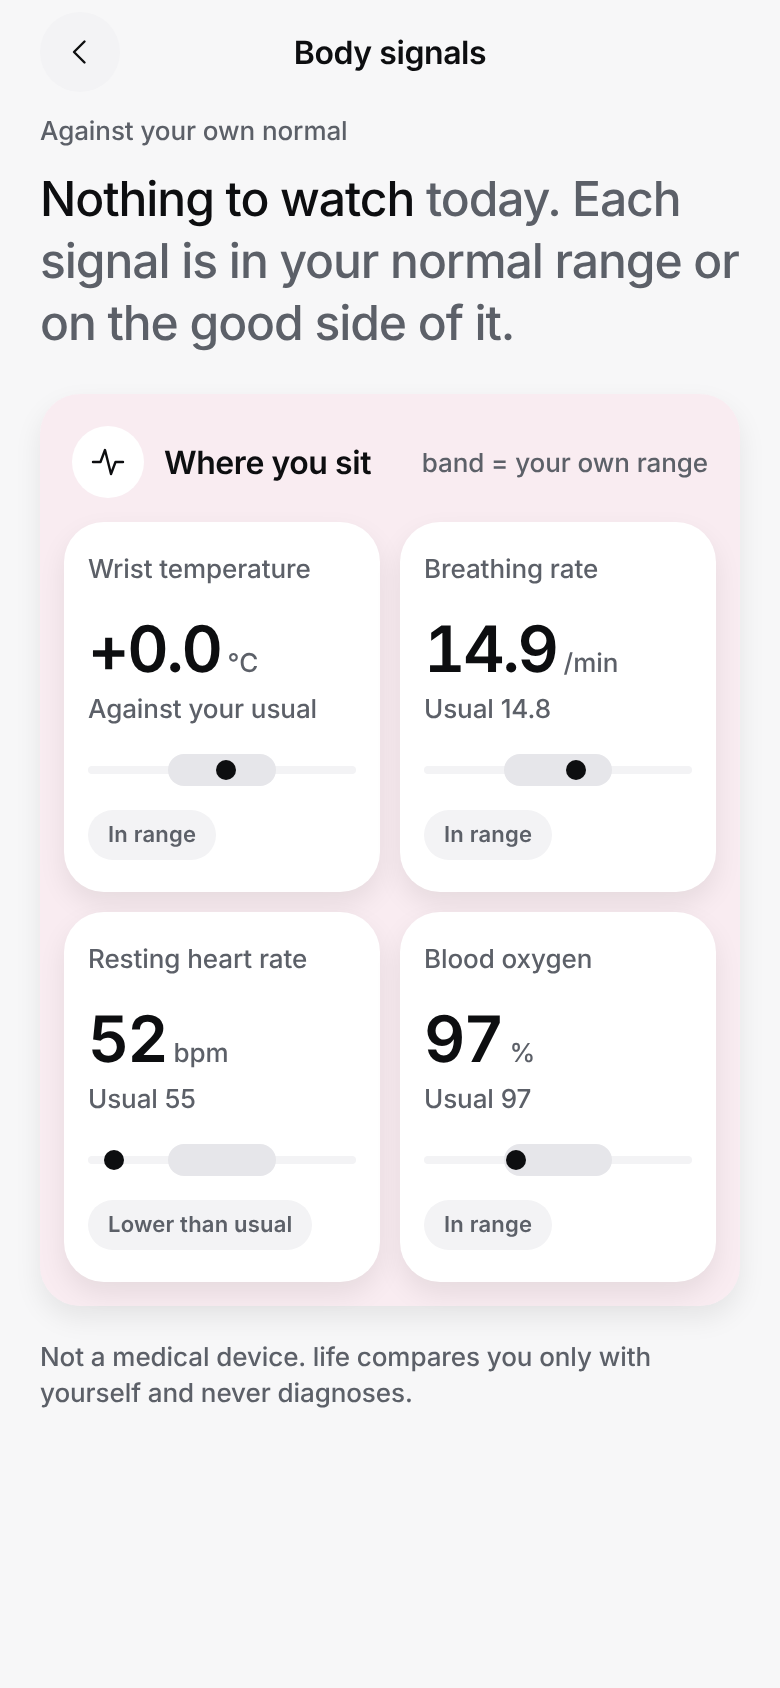 Body signals
Against your own normal
Nothing to watch today. Each
signal is in your normal range or
on the good side of it.
Where you sit
band = your own range
Wrist temperature
+0.0 °C
Against your usual
In range
Breathing rate
14.9 /min
Usual 14.8
In range
Resting heart rate
52 bpm
Usual 55
Lower than usual
Blood oxygen
97 %
Usual 97
In range
Not a medical device. life compares you only with
yourself and never diagnoses.